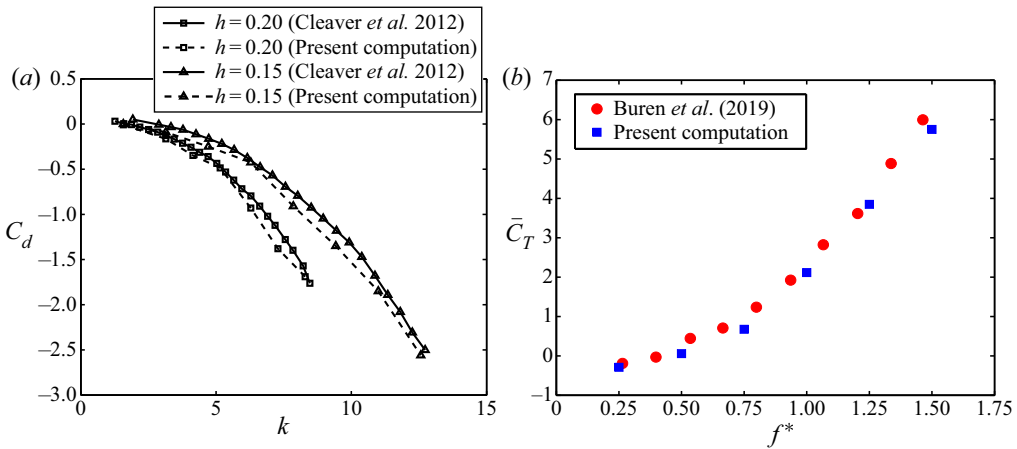 h = 0.20 (Cleaver et al. 2012)
h = 0.20 (Present computation)
h = 0.15 (Cleaver et al. 2012)
h = 0.15 (Present computation)
(a)
0.5
0
–0.5
–1.0
–1.5
–2.0
–2.5
–3.0
C_d
0
5
10
15
k
(b)
Buren et al. (2019)
Present computation
7
6
5
4
3
2
1
0
–1
C̄_T
0
0.25
0.50
0.75
1.00
1.25
1.50
1.75
f*